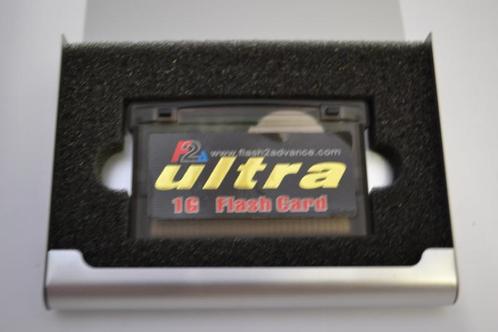 F2A www.flash2advance.com
ultra
1G Flash Card